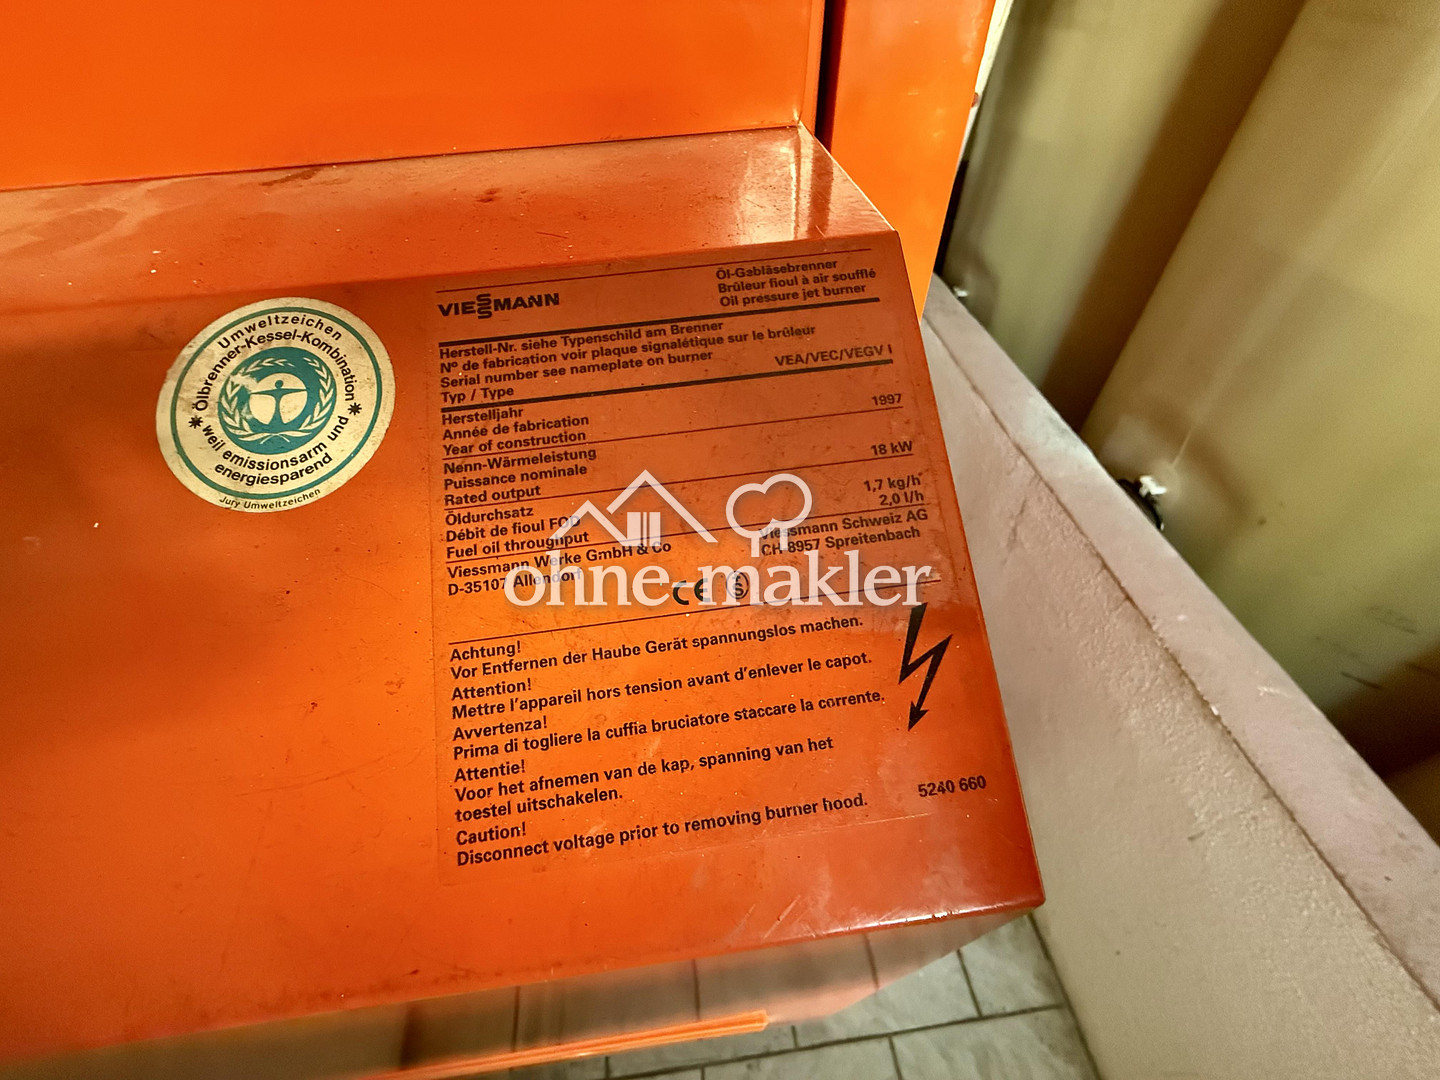 Umweltzeichen
Ölbrenner-Kessel-Kombination
* weil emissionsarm und *
energiesparend
Jury Umweltzeichen
VIESSMANN
Öl-Gebläsebrenner
Brûleur fioul à air soufflé
Oil pressure jet burner
Herstell-Nr. siehe Typenschild am Brenner
Nº de fabrication voir plaque signalétique sur le brûleur
Serial number see nameplate on burner
Typ / Type VEA/VEC/VEGV I
Herstelljahr
Année de fabrication
Year of construction 1997
Nenn-Wärmeleistung
Puissance nominale
Rated output 18 kW
Öldurchsatz
Débit de fioul FOD 1,7 kg/h
Fuel oil throughput 2,0 l/h
Viessmann Werke GmbH & Co
D-35107 Allendorf
Viessmann Schweiz AG
CH-8957 Spreitenbach
CE S
ohne-makler
Achtung!
Vor Entfernen der Haube Gerät spannungslos machen.
Attention!
Mettre l'appareil hors tension avant d'enlever le capot.
Avvertenza!
Prima di togliere la cuffia bruciatore staccare la corrente.
Attentie!
Voor het afnemen van de kap, spanning van het
toestel uitschakelen.
Caution!
Disconnect voltage prior to removing burner hood.
5240 660